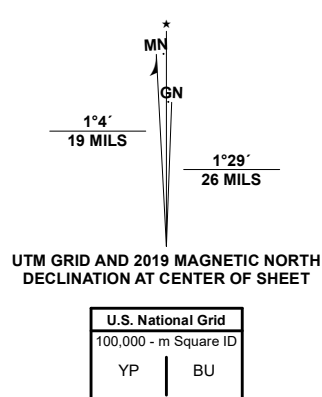 ★
MN
GN
1°4´
19 MILS
1°29´
26 MILS
UTM GRID AND 2019 MAGNETIC NORTH
DECLINATION AT CENTER OF SHEET
U.S. National Grid
100,000 - m Square ID
YP BU